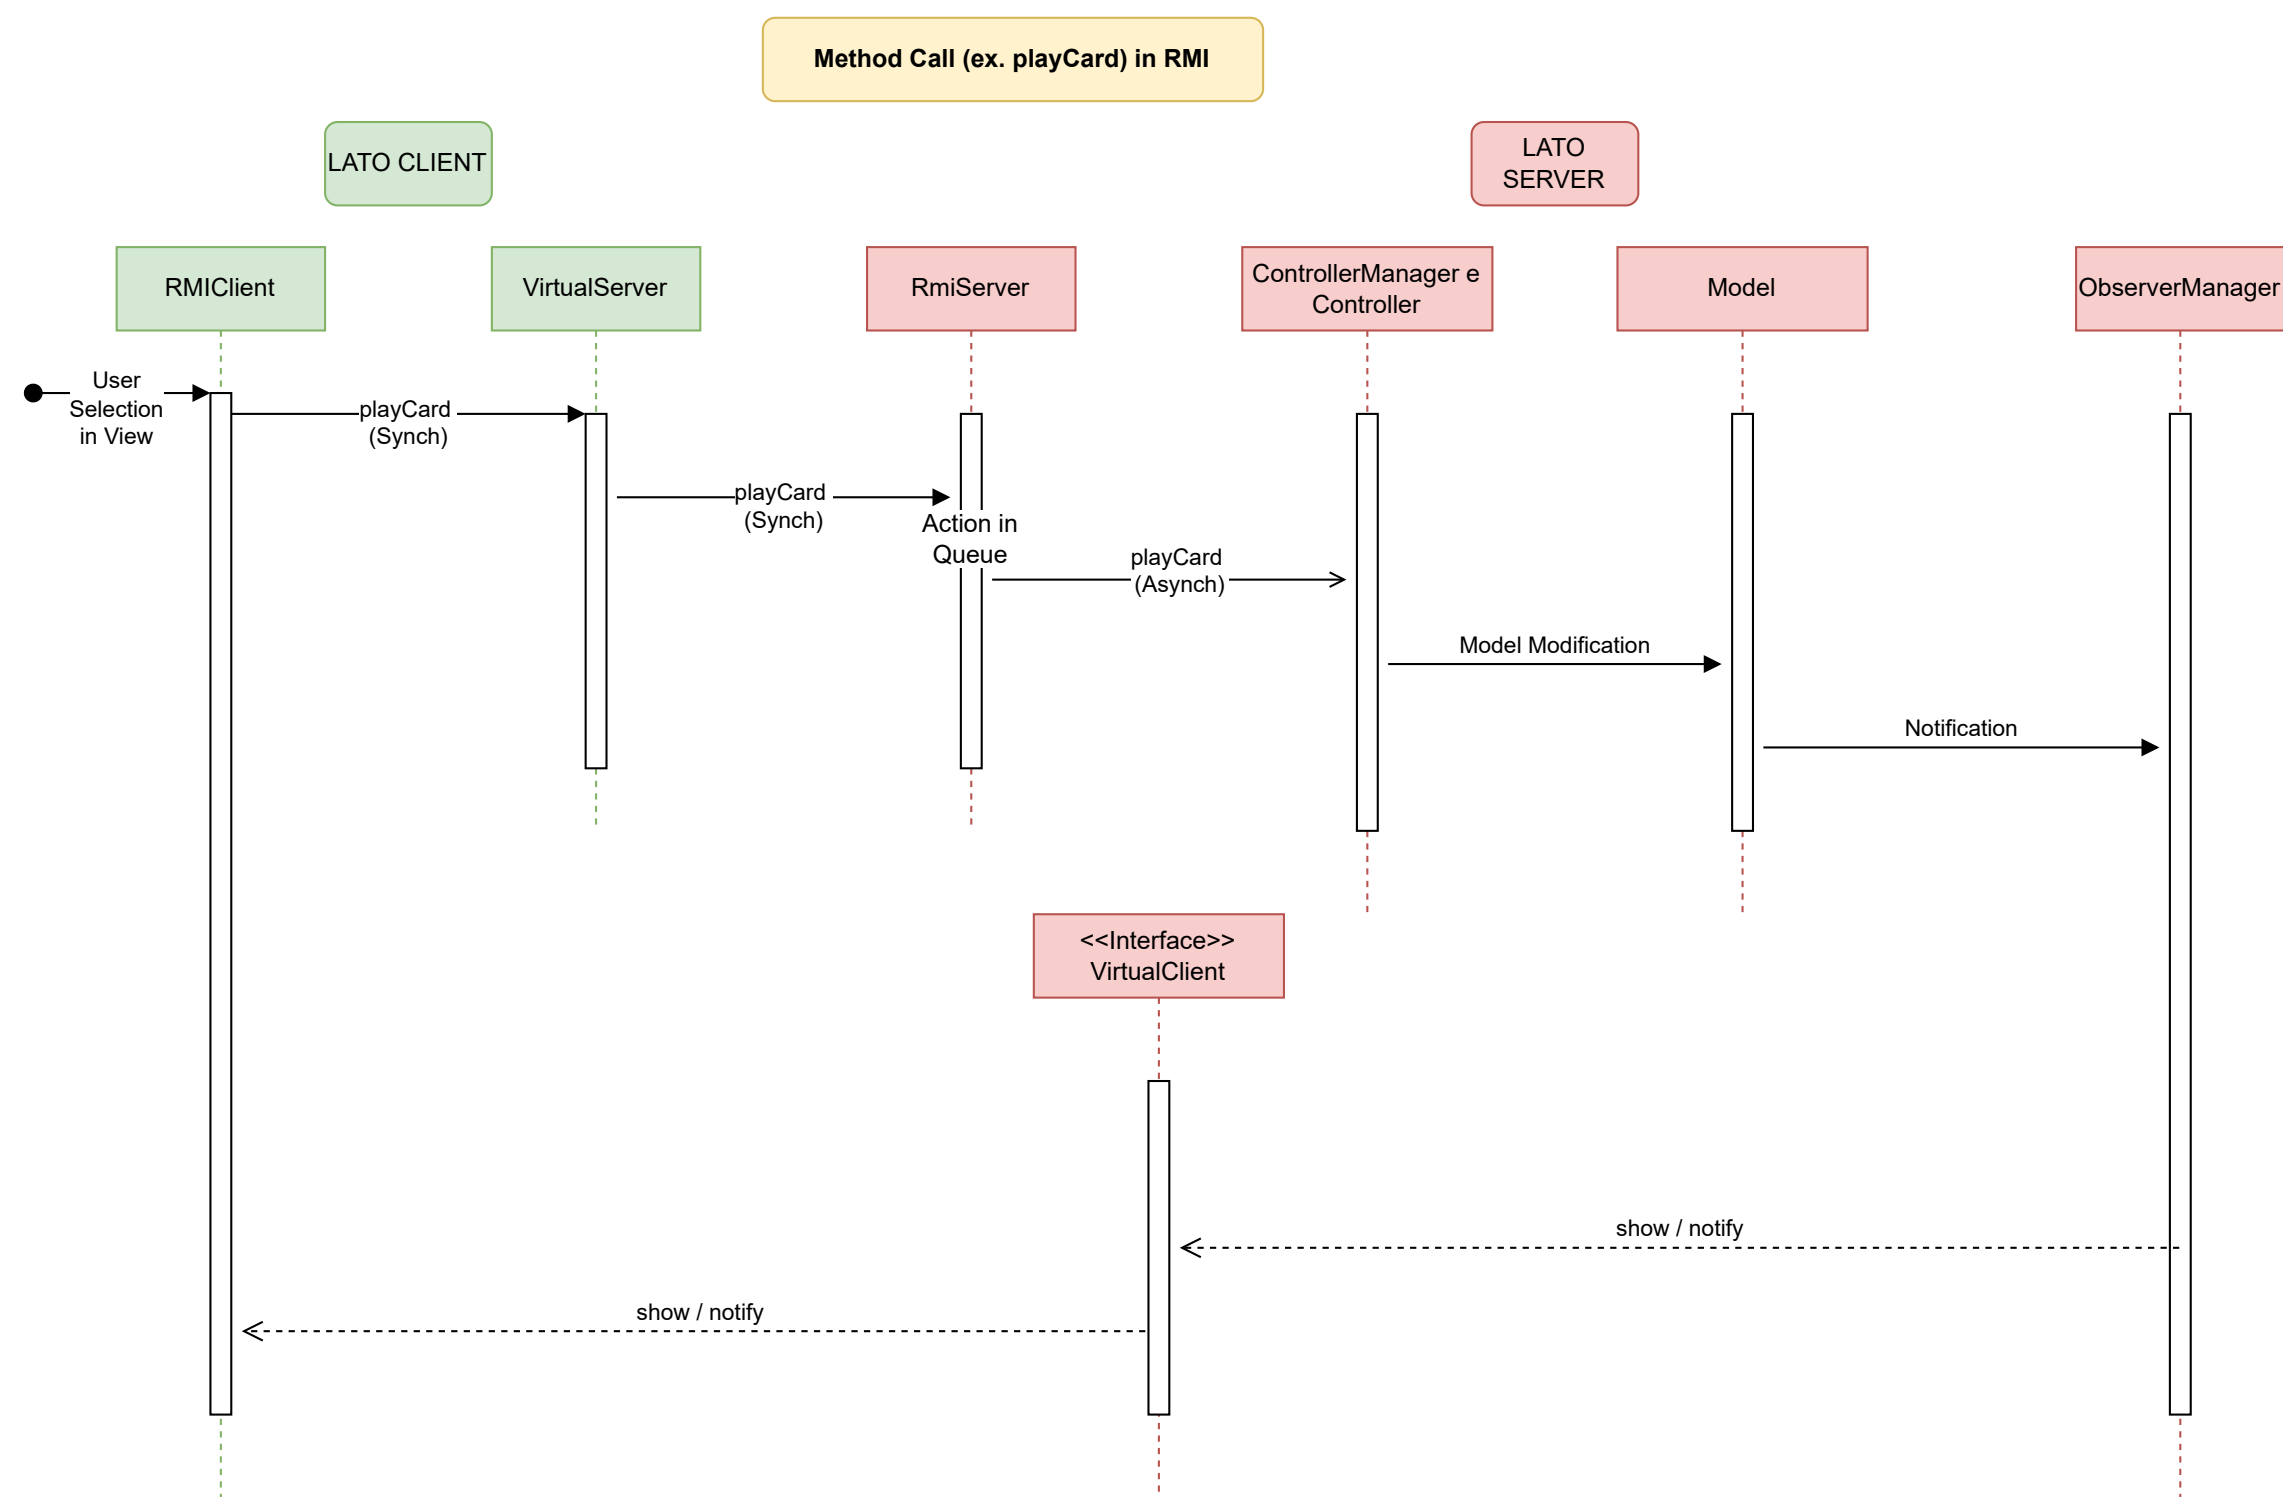 Method Call (ex. playCard) in RMI
LATO CLIENT
LATO
SERVER
RMIClient
VirtualServer
RmiServer
ControllerManager e
Controller
Model
ObserverManager
User
Selection
in View
playCard
(Synch)
playCard
(Synch)
Action in
Queue
playCard
(Asynch)
Model Modification
Notification
<<Interface>>
VirtualClient
show / notify
show / notify